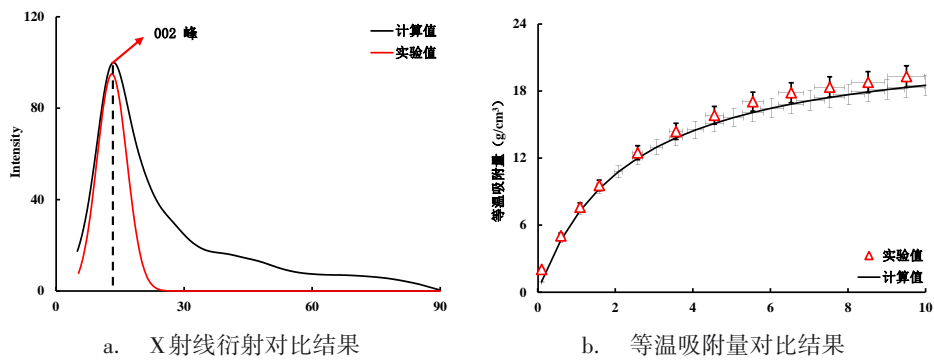 120
80
40
0
Intensity
002 峰
计算值
实验值
0
30
60
90
a. X射线衍射对比结果
24
18
12
6
0
等温吸附量（g/cm³）
实验值
计算值
0
2
4
6
8
10
b. 等温吸附量对比结果